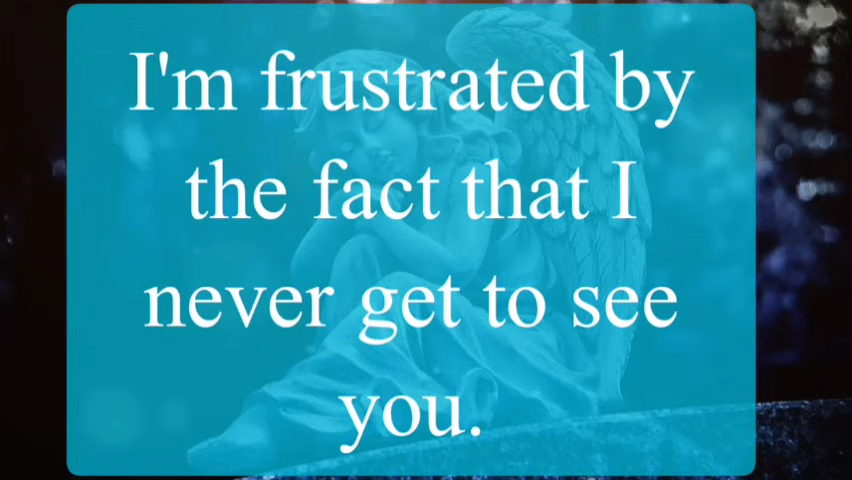 I'm frustrated by
the fact that I
never get to see
you.